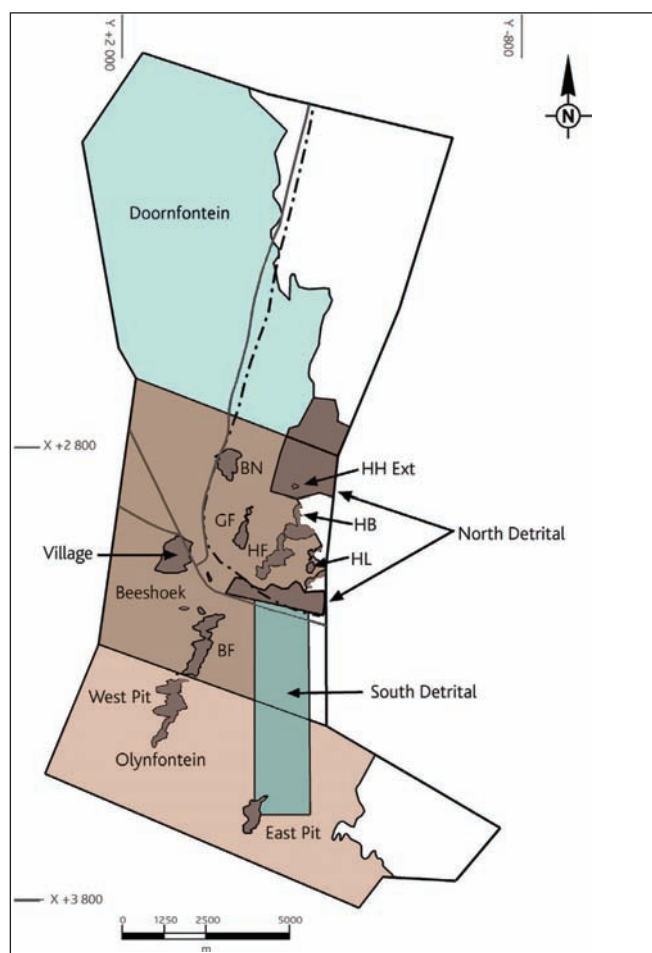 Y +2 000
Y -800
N
Doornfontein
X +2 800
BN
HH Ext
GF
HB
North Detrital
HF
Village
HL
Beeshoek
BF
South Detrital
West Pit
Olynfontein
East Pit
X +3 800
0 1250 2500 5000
m